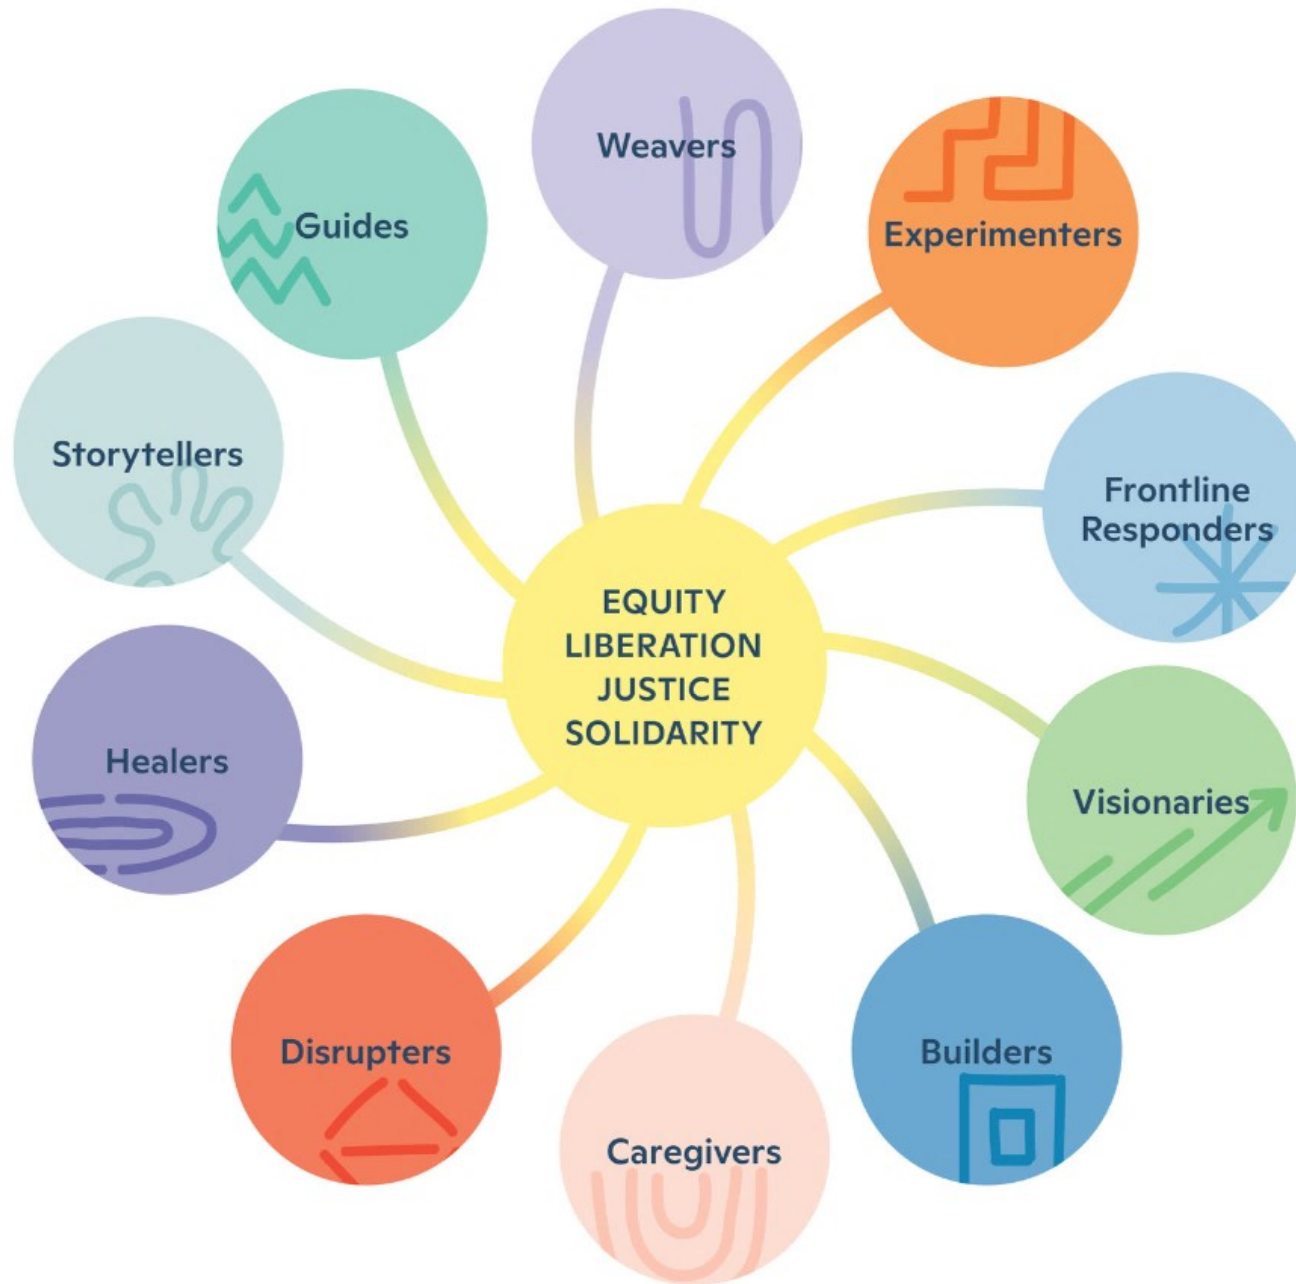 Weavers
Experimenters
Frontline
Responders
Visionaries
Builders
Caregivers
Disrupters
Healers
Storytellers
Guides
EQUITY
LIBERATION
JUSTICE
SOLIDARITY